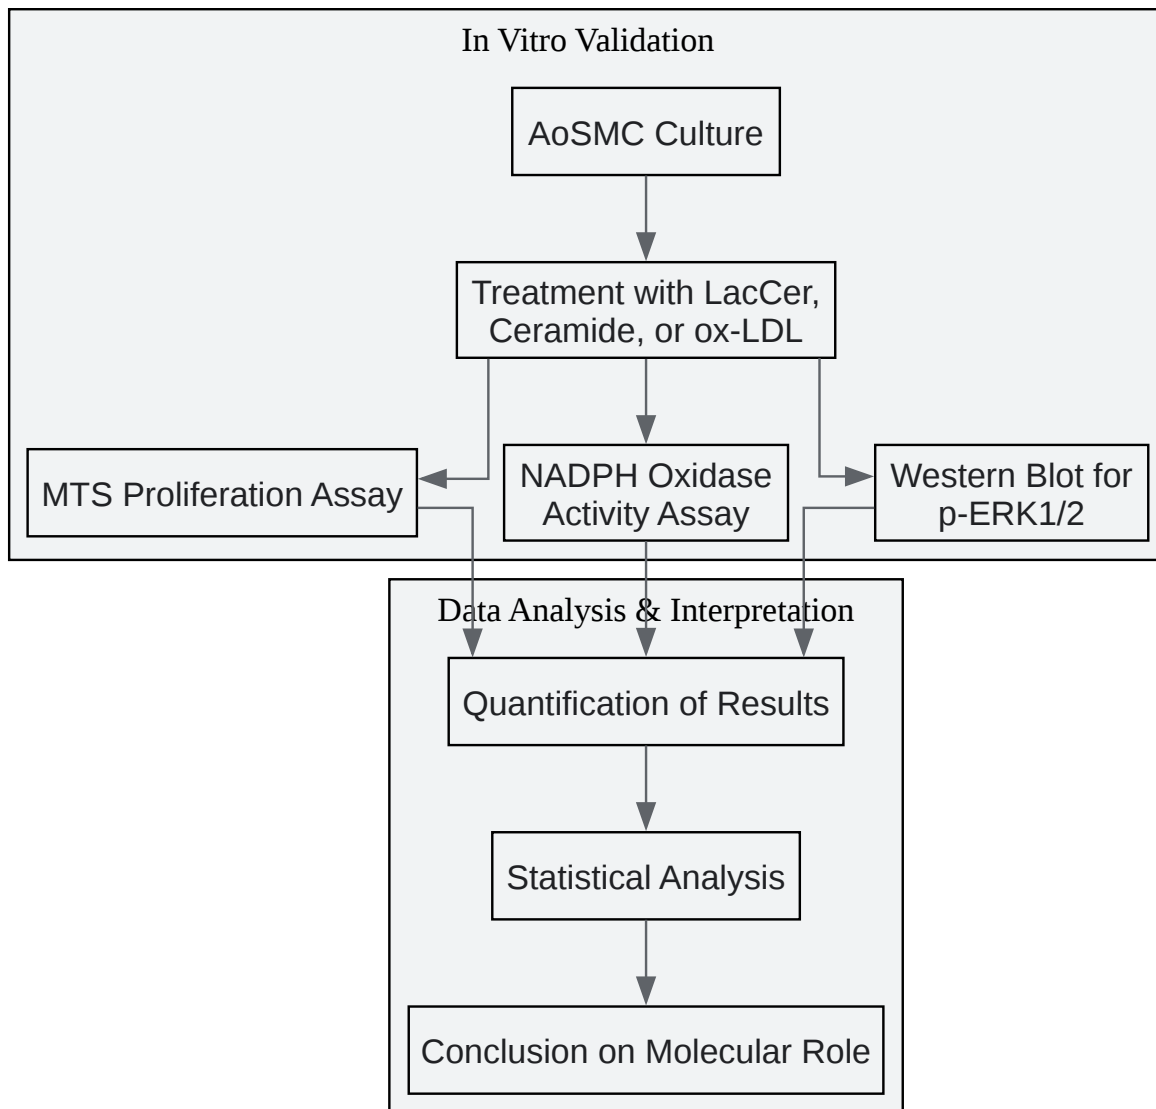 In Vitro Validation
AoSMC Culture
Treatment with LacCer,
Ceramide, or ox-LDL
MTS Proliferation Assay
NADPH Oxidase
Activity Assay
Western Blot for
p-ERK1/2
Data Analysis & Interpretation
Quantification of Results
Statistical Analysis
Conclusion on Molecular Role